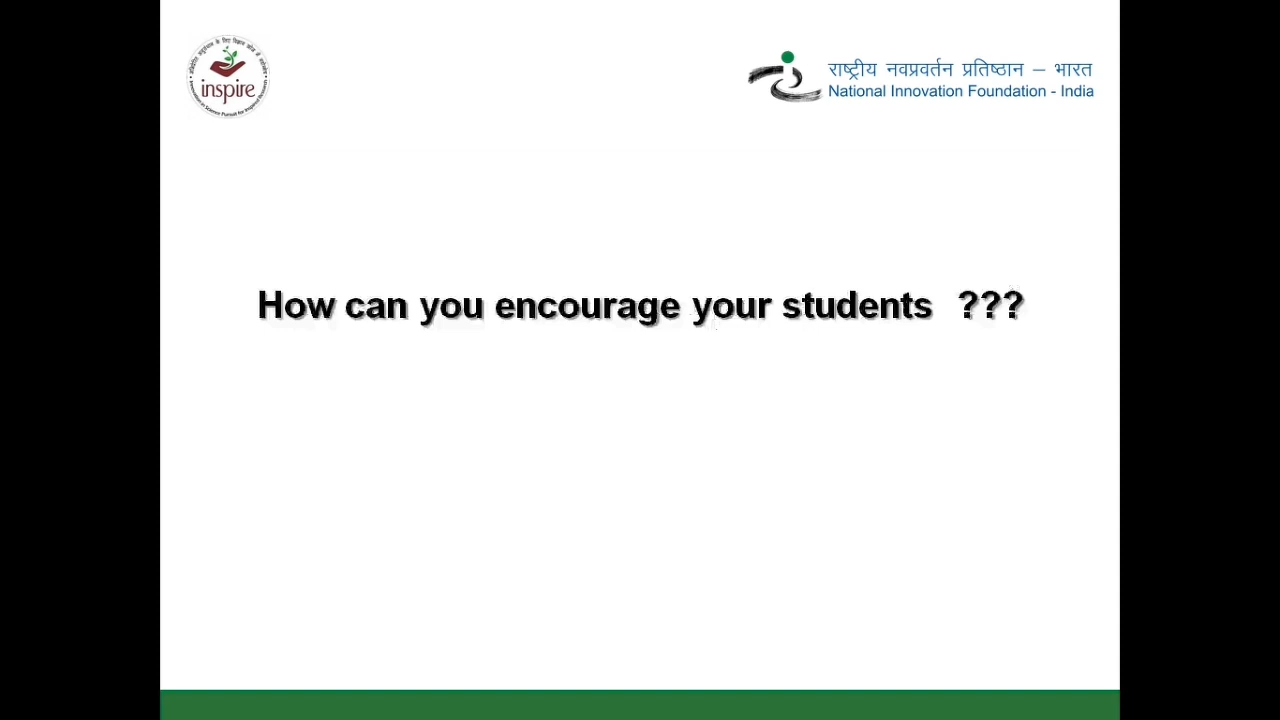 inspire
राष्ट्रीय नवप्रवर्तन प्रतिष्ठान – भारत
National Innovation Foundation - India
How can you encourage your students ???